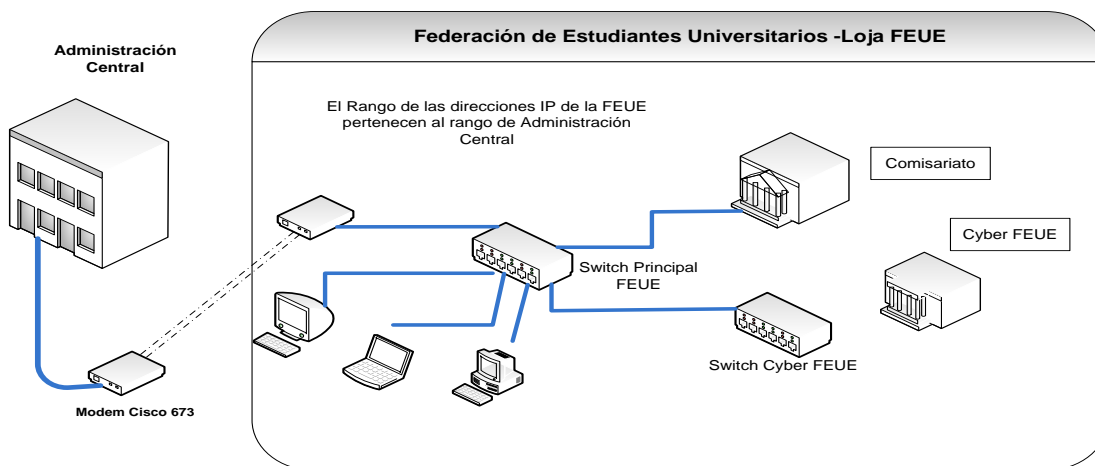 Federación de Estudiantes Universitarios -Loja FEUE
Administración
Central
El Rango de las direcciones IP de la FEUE
pertenecen al rango de Administración
Central
Comisariato
Cyber FEUE
Switch Principal
FEUE
Switch Cyber FEUE
Modem Cisco 673